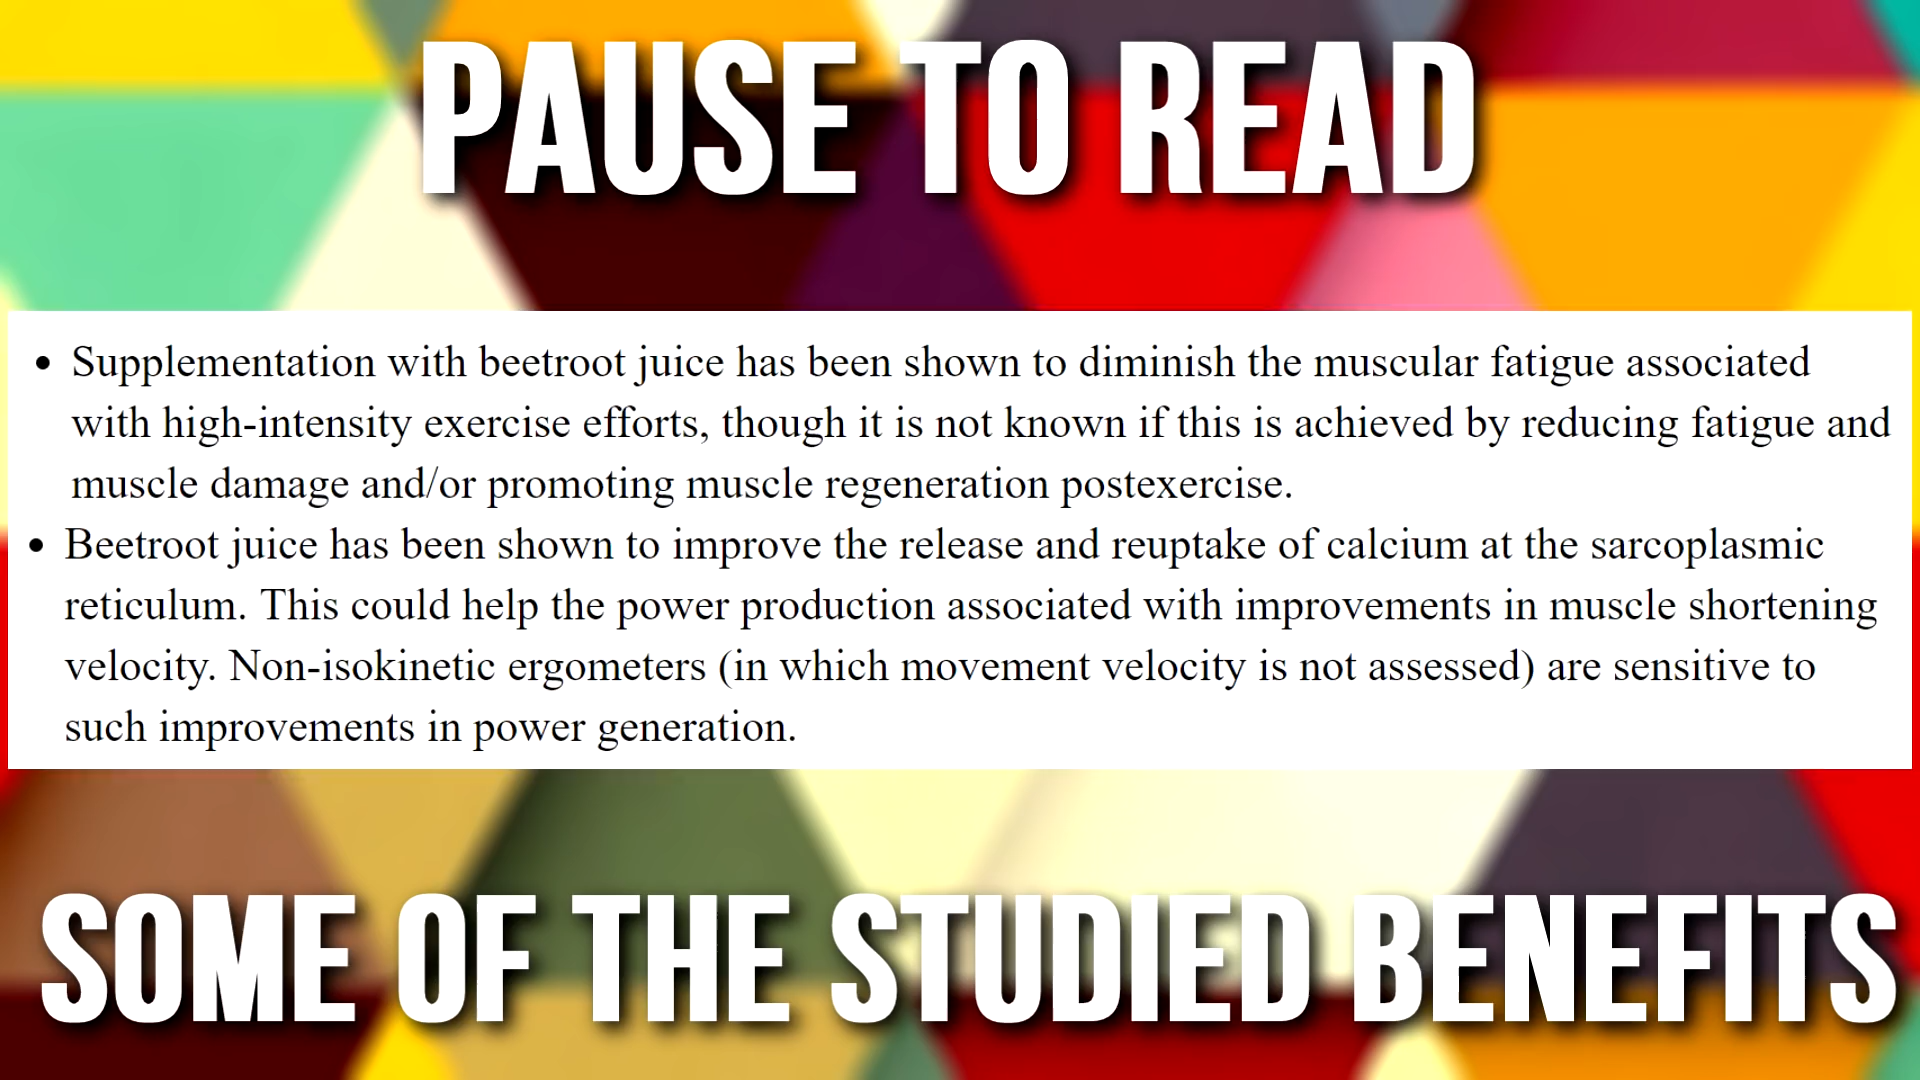 PAUSE TO READ
• Supplementation with beetroot juice has been shown to diminish the muscular fatigue associated
with high-intensity exercise efforts, though it is not known if this is achieved by reducing fatigue and
muscle damage and/or promoting muscle regeneration postexercise.
• Beetroot juice has been shown to improve the release and reuptake of calcium at the sarcoplasmic
reticulum. This could help the power production associated with improvements in muscle shortening
velocity. Non-isokinetic ergometers (in which movement velocity is not assessed) are sensitive to
such improvements in power generation.
SOME OF THE STUDIED BENEFITS